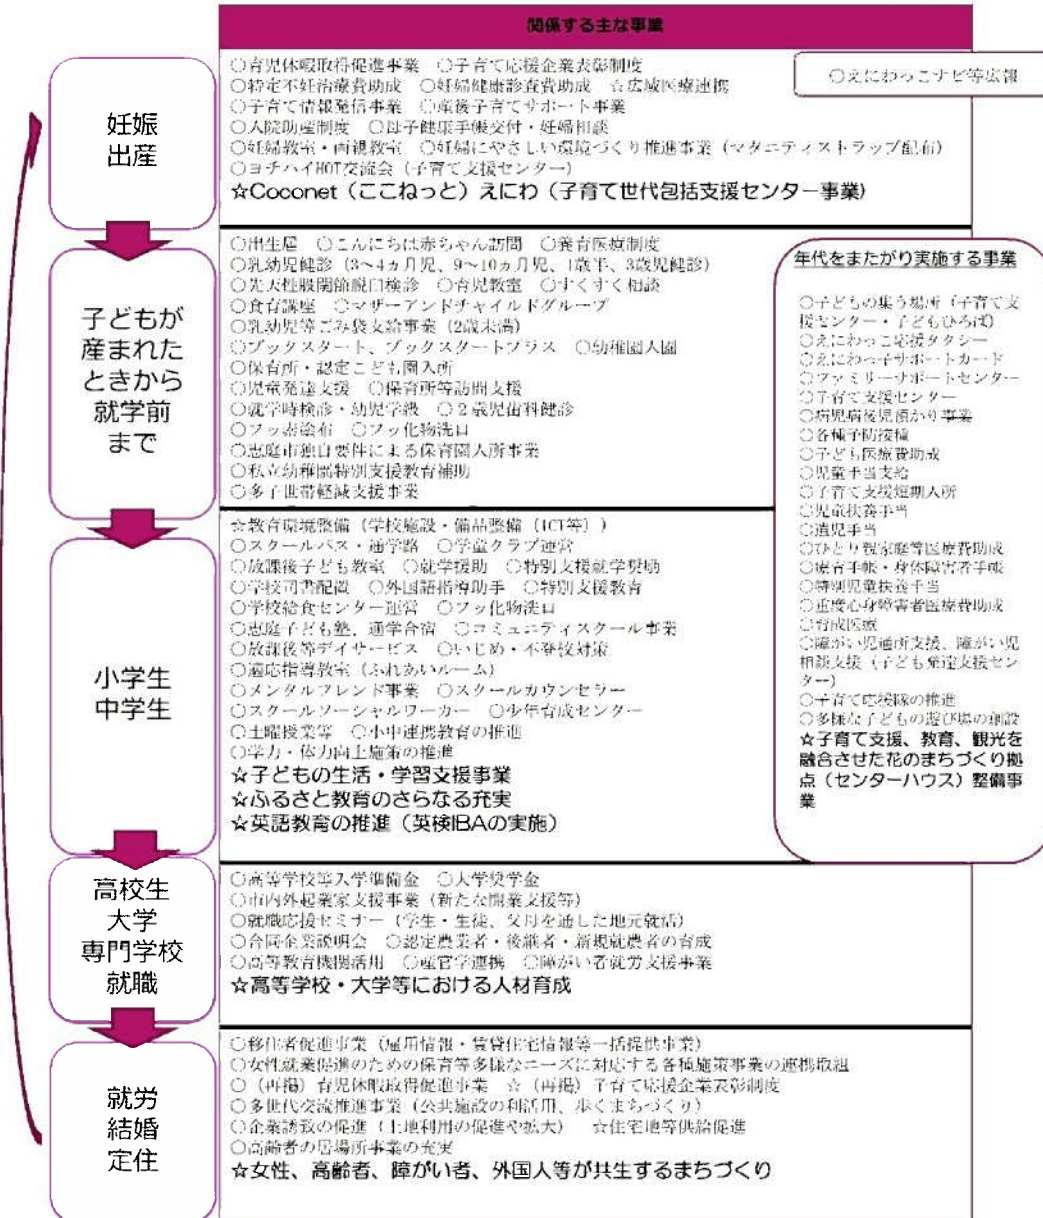 関係する主な事業
○えにわっこナビ等広報
妊娠
出産
○育児休暇取得促進事業　○子育て応援企業表彰制度
○特定不妊治療費助成　○妊婦健康診査費助成　☆広域医療連携
○子育て情報発信事業　○産後子育てサポート事業
○入院助産制度　○母子健康手帳交付・妊婦相談
○妊婦教室・両親教室　○妊婦にやさしい環境づくり推進事業（マタニティストラップ配布）
○ヨチハイHOT交流会（子育て支援センター）
☆Coconet（ここねっと）えにわ（子育て世代包括支援センター事業）
子どもが
産まれた
ときから
就学前
まで
○出生届　○こんにちは赤ちゃん訪問　○養育医療制度
○乳幼児健診（3～4ヵ月児、9～10ヵ月児、1歳半、3歳児健診）
○先天性股関節脱臼検診　○育児教室　○すくすく相談
○食育講座　○マザーアンドチャイルドグループ
○乳幼児等ごみ袋支給事業（2歳未満）
○ブックスタート、ブックスタートプラス　○幼稚園入園
○保育所・認定こども園入所
○児童発達支援　○保育所等訪問支援
○就学時検診・幼児学級　○２歳児歯科健診
○フッ素塗布　○フッ化物洗口
○恵庭市独自要件による保育園入所事業
○私立幼稚園特別支援教育補助
○多子世帯軽減支援事業
小学生
中学生
☆教育環境整備（学校施設・備品整備（ICT等））
○スクールバス・通学路　○学童クラブ運営
○放課後子ども教室　○就学援助　○特別支援就学奨励
○学校司書配置　○外国語指導助手　○特別支援教育
○学校給食センター運営　○フッ化物洗口
○恵庭子ども塾、通学合宿　○コミュニティスクール事業
○放課後等デイサービス　○いじめ・不登校対策
○適応指導教室（ふれあいルーム）
○メンタルフレンド事業　○スクールカウンセラー
○スクールソーシャルワーカー　○少年育成センター
○土曜授業等　○小中連携教育の推進
○学力・体力向上施策の推進
☆子どもの生活・学習支援事業
☆ふるさと教育のさらなる充実
☆英語教育の推進（英検IBAの実施）
年代をまたがり実施する事業
○子どもの集う場所（子育て支
援センター・子どもひろば）
○えにわっこ応援タクシー
○えにわっ子サポートカード
○ファミリーサポートセンター
○子育て支援センター
○病児病後児預かり事業
○各種予防接種
○子ども医療費助成
○児童手当支給
○子育て支援短期入所
○児童扶養手当
○遺児手当
○ひとり親家庭等医療費助成
○療育手帳・身体障害者手帳
○特別児童扶養手当
○重度心身障害者医療費助成
○育成医療
○障がい児通所支援、障がい児
相談支援（子ども発達支援セン
ター）
○子育て応援隊の推進
○多様な子どもの遊び場の創設
☆子育て支援、教育、観光を
融合させた花のまちづくり拠
点（センターハウス）整備事
業
高校生
大学
専門学校
就職
○高等学校等入学準備金　○大学奨学金
○市内外起業家支援事業（新たな開業支援等）
○就職応援セミナー（学生・生徒、父母を通した地元就活）
○合同企業説明会　○認定農業者・後継者・新規就農者の育成
○高等教育機関活用　○産官学連携　○障がい者就労支援事業
☆高等学校・大学等における人材育成
就労
結婚
定住
○移住者促進事業（雇用情報・賃貸住宅情報等一括提供事業）
○女性就業促進のための保育等多様なニーズに対応する各種施策事業の連携取組
○（再掲）育児休暇取得促進事業　☆（再掲）子育て応援企業表彰制度
○多世代交流推進事業（公共施設の利活用、歩くまちづくり）
○企業誘致の促進（土地利用の促進や拡大）　☆住宅地等供給促進
○高齢者の居場所事業の充実
☆女性、高齢者、障がい者、外国人等が共生するまちづくり